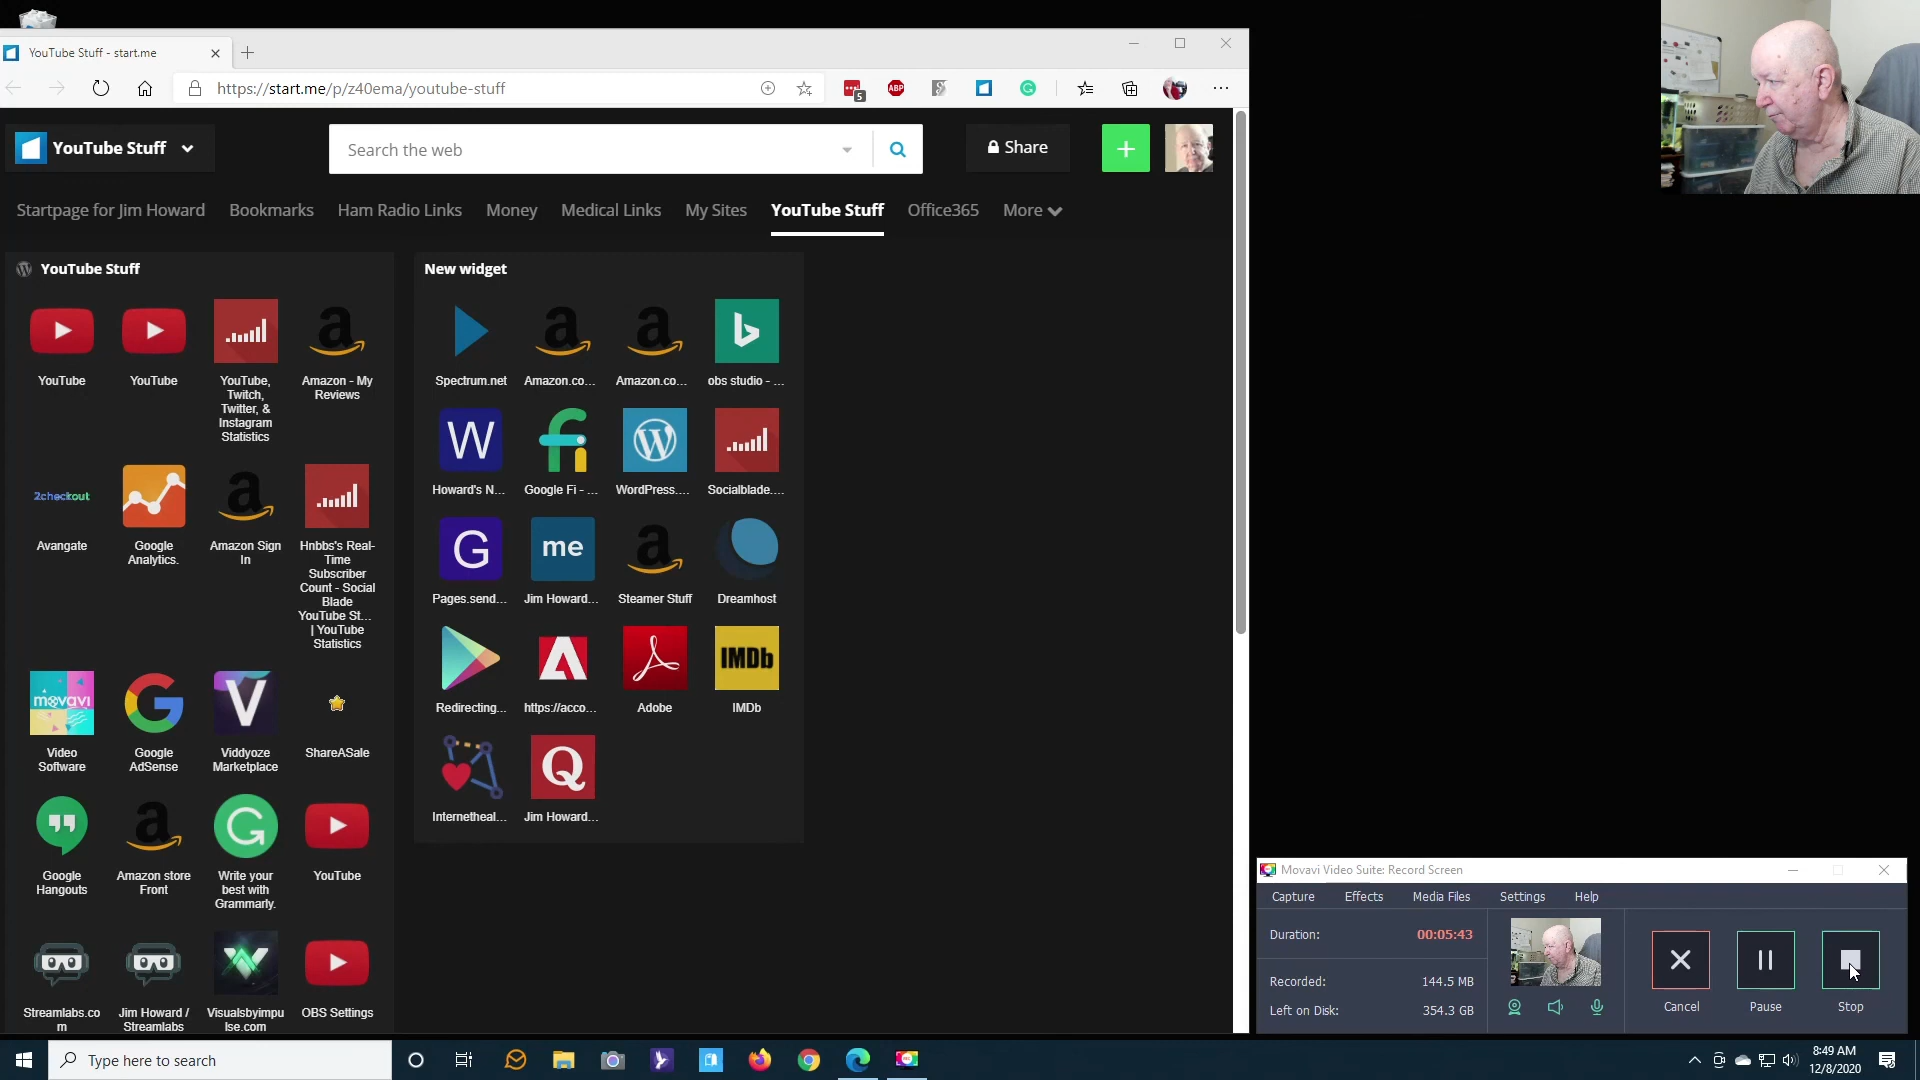 YouTube Stuff - start.me
https://start.me/p/z40ema/youtube-stuff
5
ABP
YouTube Stuff
Search the web
Share
Startpage for Jim Howard
Bookmarks
Ham Radio Links
Money
Medical Links
My Sites
YouTube Stuff
Office365
More
YouTube Stuff
YouTube
YouTube
YouTube,
Twitch,
Twitter, &
Instagram
Statistics
Amazon - My
Reviews
2checkout
Avangate
Google
Analytics.
Amazon Sign
In
Hnbbs's Real-
Time
Subscriber
Count - Social
Blade
YouTube St...
| YouTube
Statistics
movavi
Video
Software
Google
AdSense
V
Viddyoze
Marketplace
ShareASale
Google
Hangouts
Amazon store
Front
Write your
best with
Grammarly.
YouTube
Streamlabs.co
m
Jim Howard /
Streamlabs
Visualsbyimpu
lse.com
OBS Settings
New widget
Spectrum.net
Amazon.co...
Amazon.co...
obs studio - ...
W
Howard's N...
Google Fi - ...
WordPress....
Socialblade....
G
Pages.send...
me
Jim Howard...
Steamer Stuff
Dreamhost
Redirecting...
https://acco...
Adobe
IMDb
IMDb
Internetheal...
Q
Jim Howard...
Movavi Video Suite: Record Screen
Capture
Effects
Media Files
Settings
Help
Duration:
00:05:43
Recorded:
144.5 MB
Left on Disk:
354.3 GB
Cancel
Pause
Stop
Type here to search
8:49 AM
12/8/2020